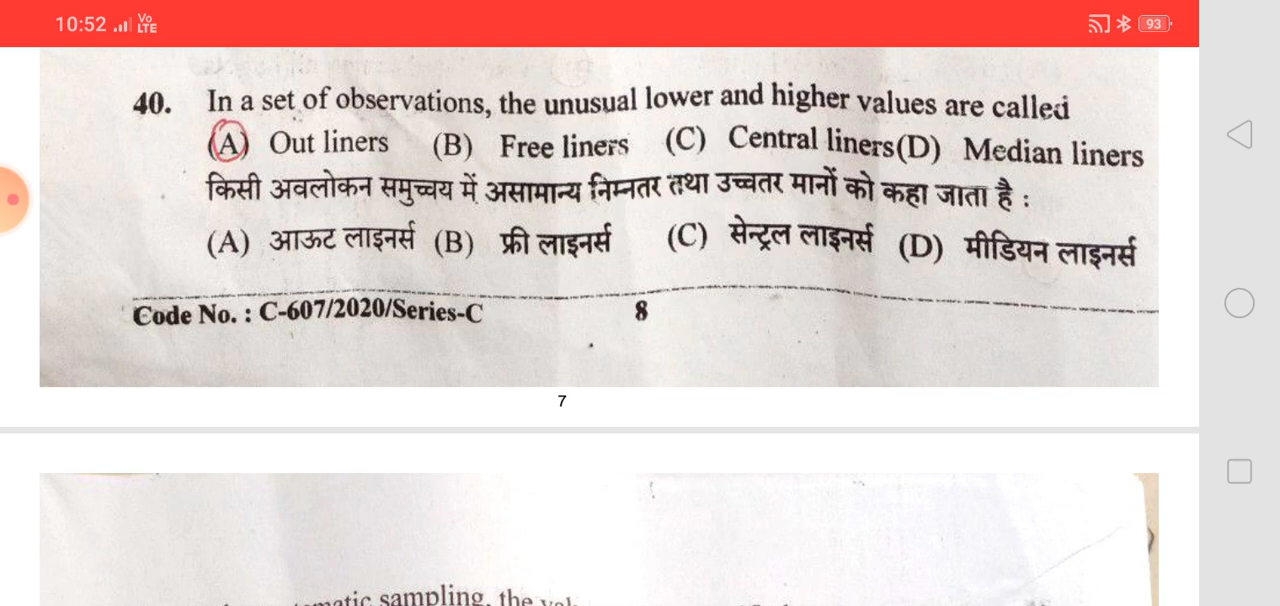 10:52 Vo LTE 93
40. In a set of observations, the unusual lower and higher values are called
(A) Out liners (B) Free liners (C) Central liners (D) Median liners
किसी अवलोकन समुच्चय में असामान्य निम्नतर तथा उच्चतर मानों को कहा जाता है :
(A) आऊट लाइनर्स (B) फ्री लाइनर्स (C) सेन्ट्रल लाइनर्स (D) मीडियन लाइनर्स
Code No. : C-607/2020/Series-C 8
7
sampling, the